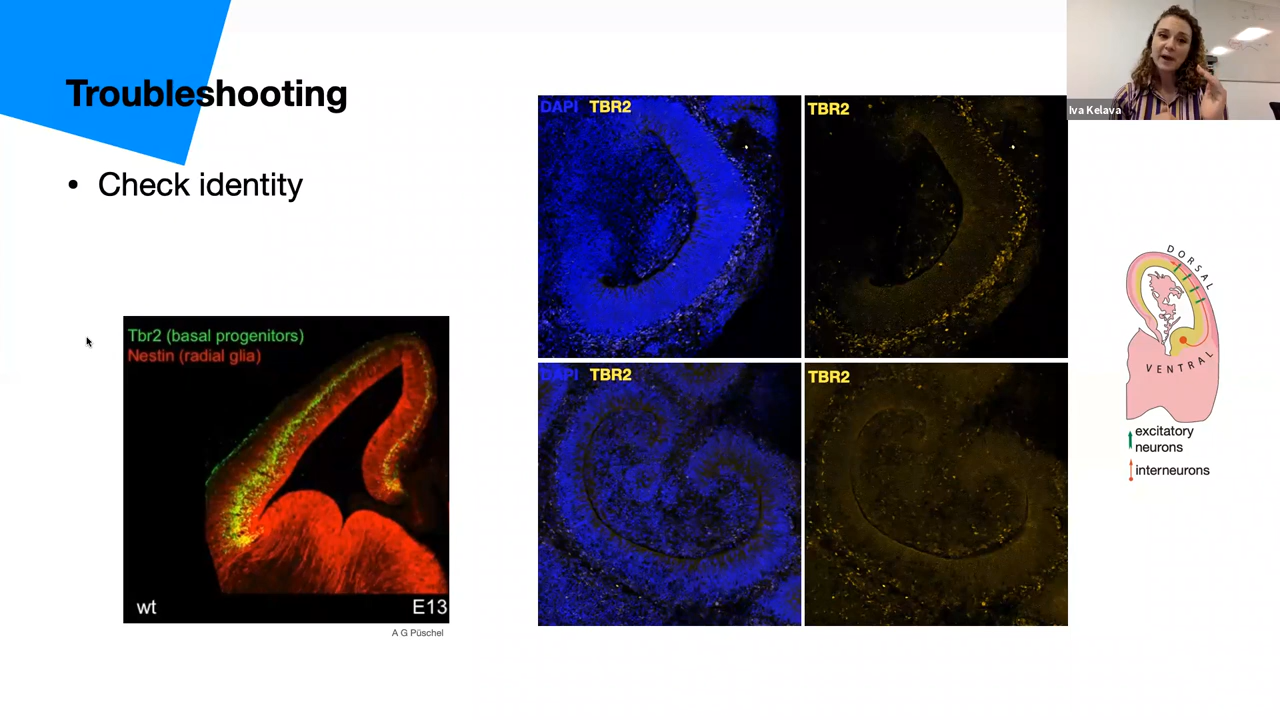 Troubleshooting
• Check identity
Tbr2 (basal progenitors)
Nestin (radial glia)
wt
E13
A G Püschel
DAPI TBR2
TBR2
DAPI TBR2
TBR2
Iva Kelava
DORSAL
VENTRAL
excitatory
neurons
interneurons